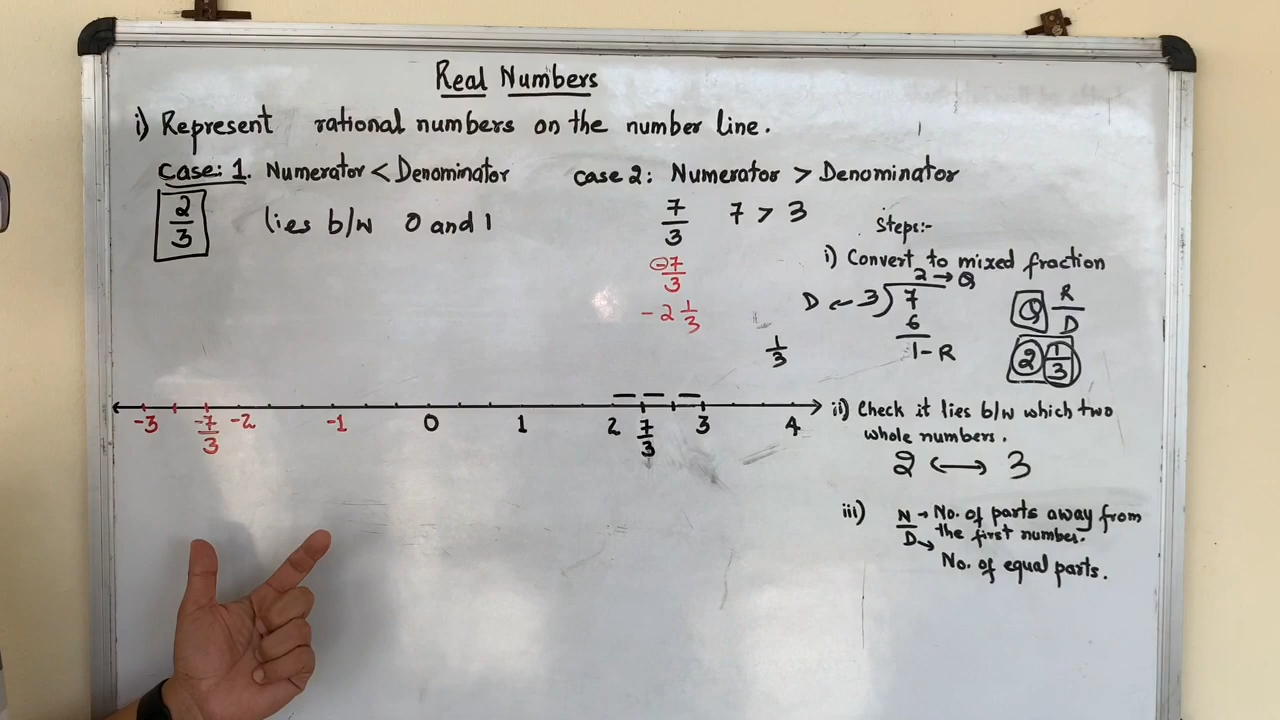 Real Numbers
i) Represent rational numbers on the number line.
Case: 1. Numerator < Denominator
2/3 lies b/w 0 and 1
case 2: Numerator > Denominator
7/3 7 > 3
-7/3
-2 1/3
1/3
Steps:-
i) Convert to mixed fraction
2 → Q
D ← 3) 7
6
1 - R
Q R/D
2 1/3
-3 -7/3 -2 -1 0 1 2 7/3 3 4
ii) Check it lies b/w which two
whole numbers.
2 ↔ 3
iii) N/D
N → No. of parts away from
the first number.
D → No. of equal parts.